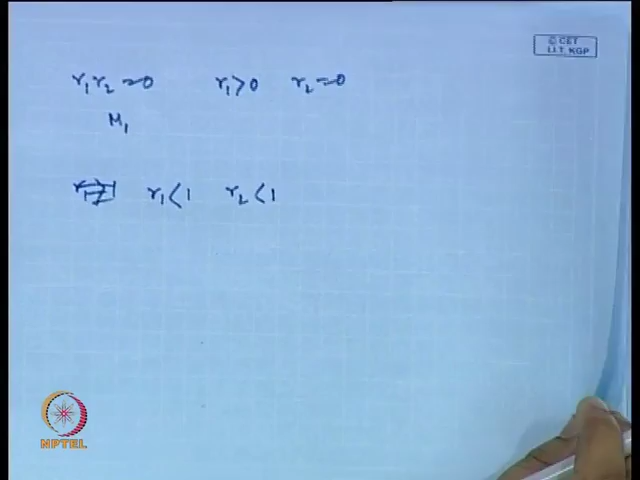 © CET
I.I.T. KGP
r₁r₂ = 0 r₁ > 0 r₂ = 0
M₁
r₁ < 1 r₂ < 1
NPTEL